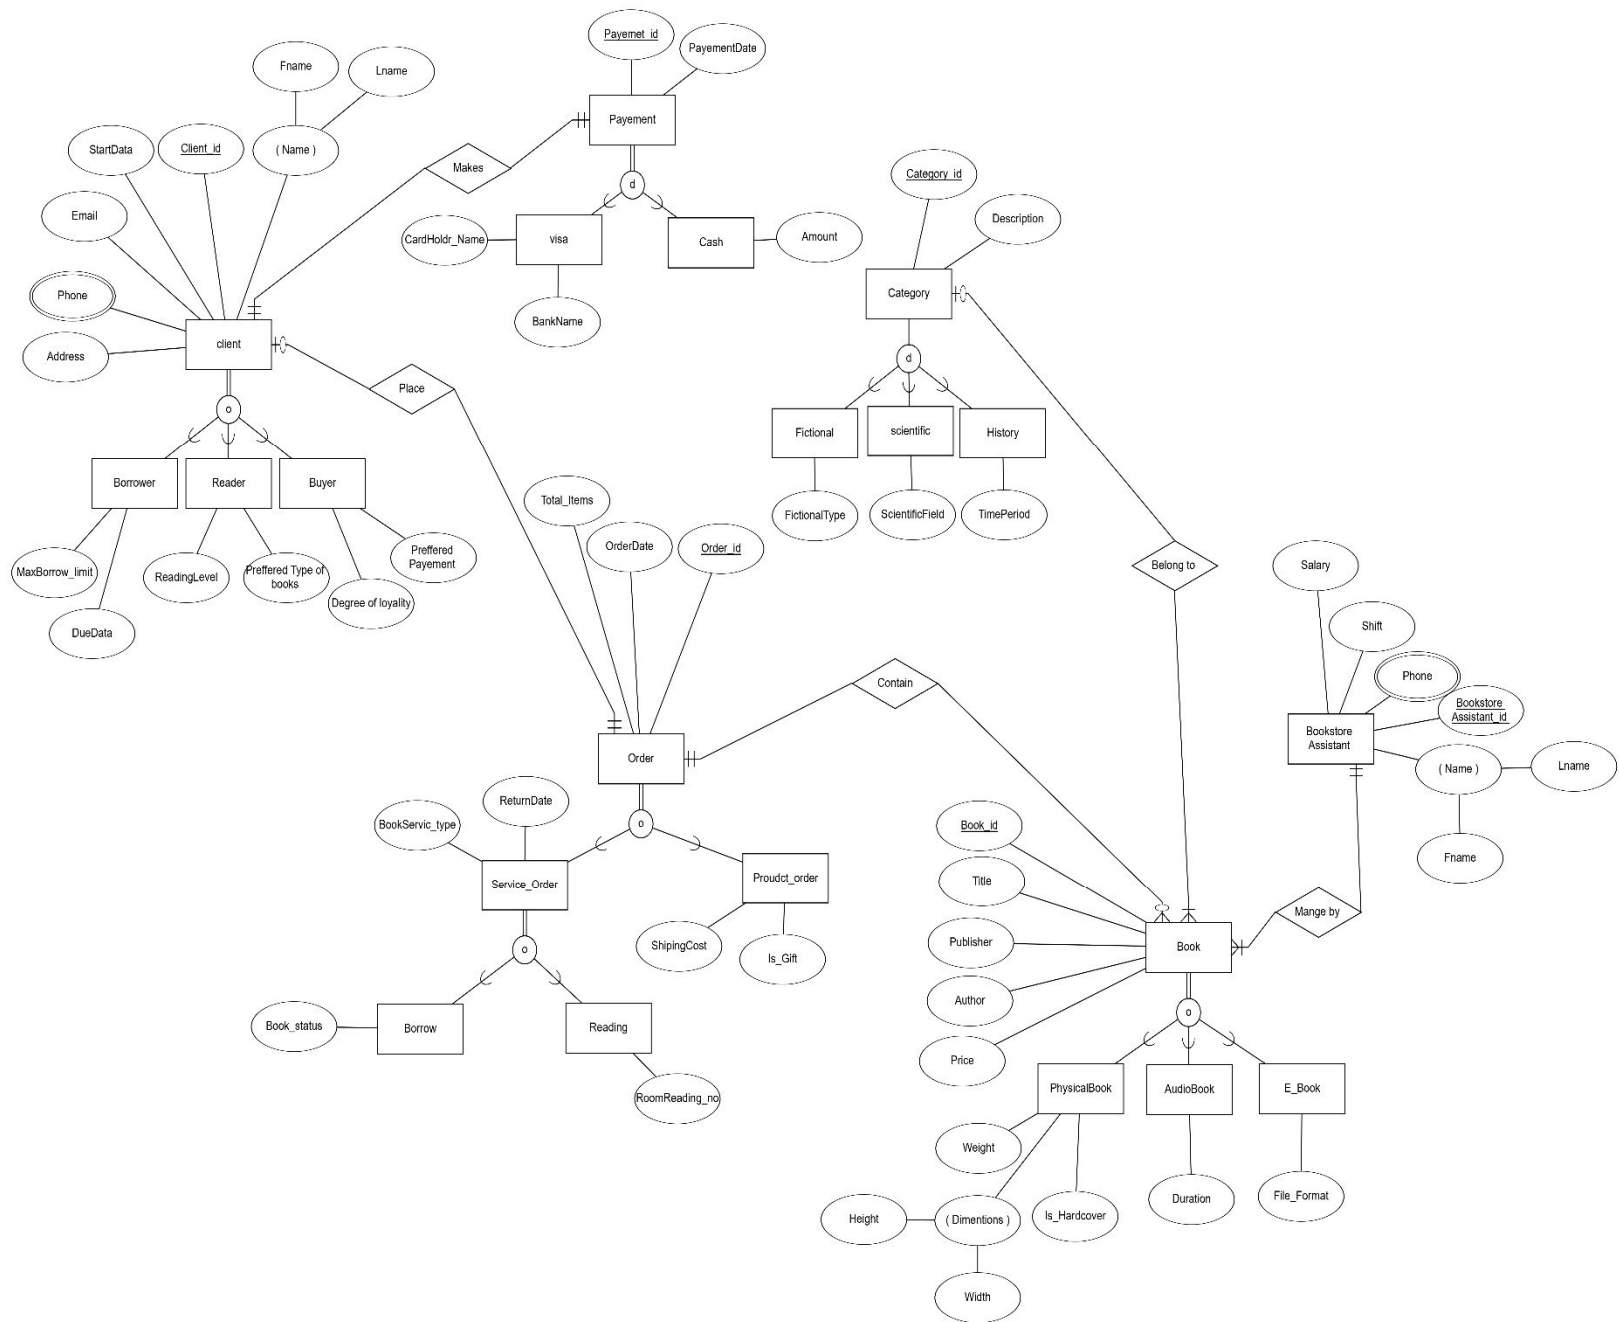 Payemet_id
PayementDate
Fname
Lname
Payement
StartData
Client_id
( Name )
Makes
Category_id
Email
d
Description
CardHoldr_Name
visa
Cash
Amount
Phone
Category
BankName
client
Address
d
Place
o
Fictional
scientific
History
Borrower
Reader
Buyer
Total_Items
FictionalType
ScientificField
TimePeriod
OrderDate
Order_id
Preffered
Payement
Belong to
Salary
MaxBorrow_limit
ReadingLevel
Preffered Type of
books
Degree of loyality
Shift
DueData
Phone
Contain
Bookstore
Assistant_id
Bookstore
Assistant
Order
( Name )
Lname
ReturnDate
BookServic_type
o
Book_id
Fname
Title
Service_Order
Proudct_order
Mange by
ShipingCost
Is_Gift
Publisher
Book
o
Author
o
Book_status
Borrow
Reading
Price
RoomReading_no
PhysicalBook
AudioBook
E_Book
Weight
Height
( Dimentions )
Is_Hardcover
Duration
File_Format
Width